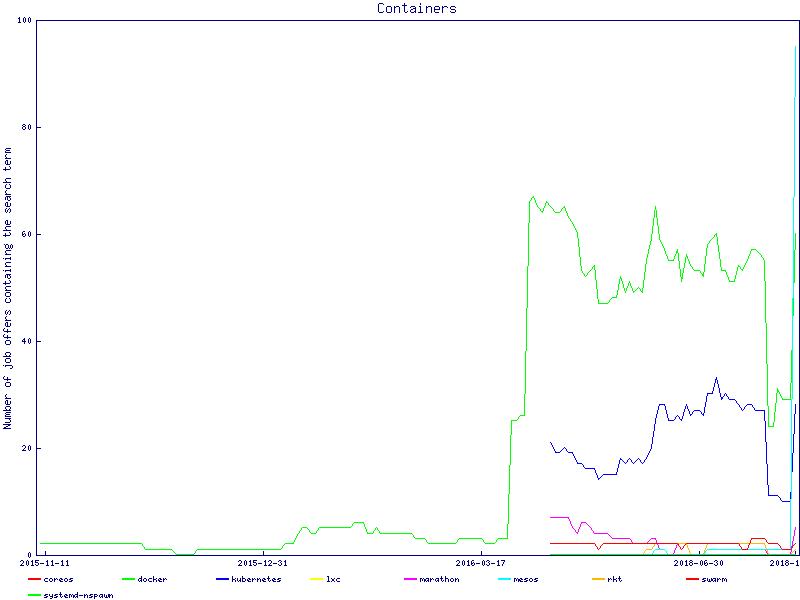 Containers
100
80
60
40
20
0
Number of job offers containing the search term
2015-11-11 2015-12-31 2016-03-17 2018-06-30 2018-1
coreos docker kubernetes lxc marathon mesos rkt swarm
systemd-nspawn